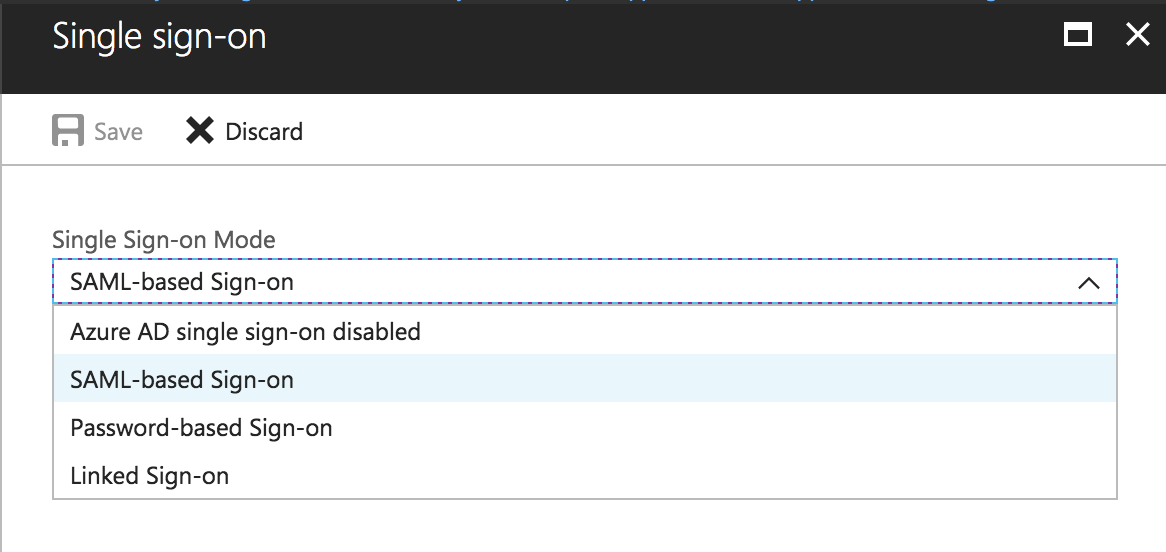 Single sign-on
Save Discard
Single Sign-on Mode
SAML-based Sign-on
Azure AD single sign-on disabled
SAML-based Sign-on
Password-based Sign-on
Linked Sign-on